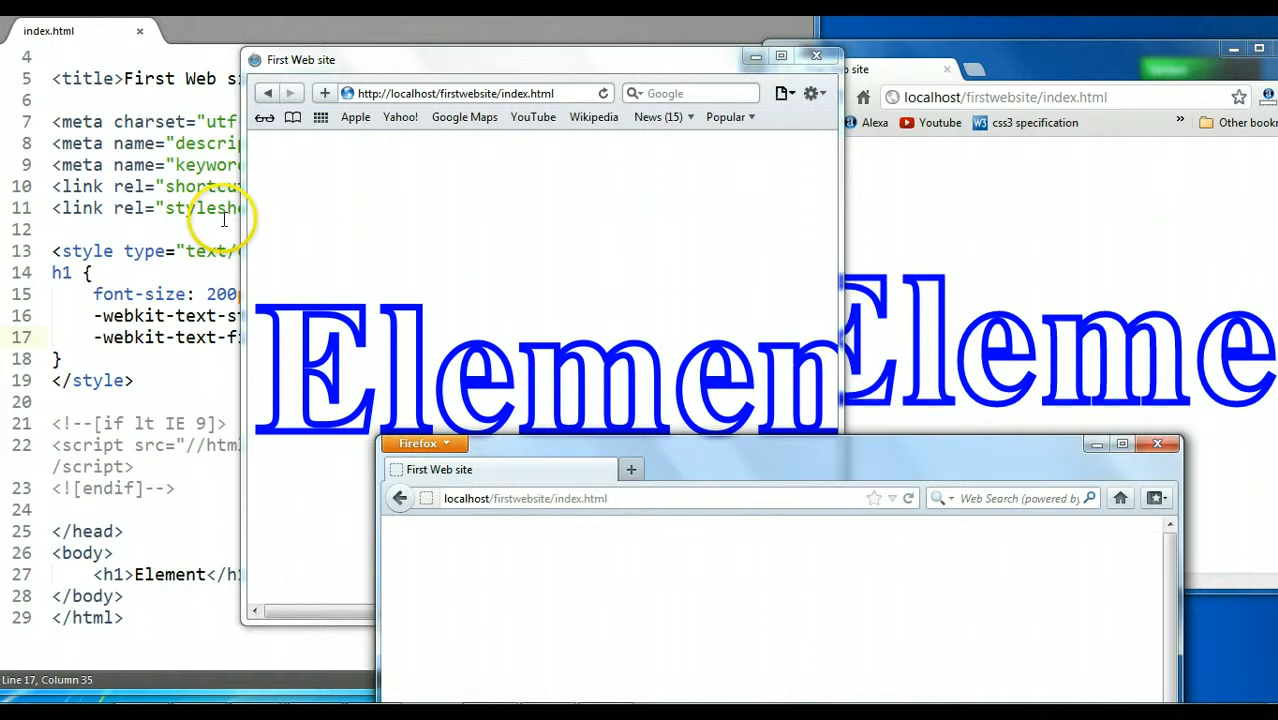 index.html
4
5 <title>First Web si
6
7 <meta charset="utf
8 <meta name="descri
9 <meta name="keywor
10 <link rel="shortcu
11 <link rel="stylesh
12
13 <style type="text/
14 h1 {
15 font-size: 200
16 -webkit-text-s
17 -webkit-text-f
18 }
19 </style>
20
21 <!--[if lt IE 9]>
22 <script src="//htm
/script>
23 <![endif]-->
24
25 </head>
26 <body>
27 <h1>Element</h
28 </body>
29 </html>
Line 17, Column 35
First Web site
http://localhost/firstwebsite/index.html
Google
Apple Yahoo! Google Maps YouTube Wikipedia News (15) Popular
Elemen
site
localhost/firstwebsite/index.html
Alexa Youtube W3 css3 specification » Other bookm
Eleme
Firefox
First Web site
localhost/firstwebsite/index.html
Web Search (powered by